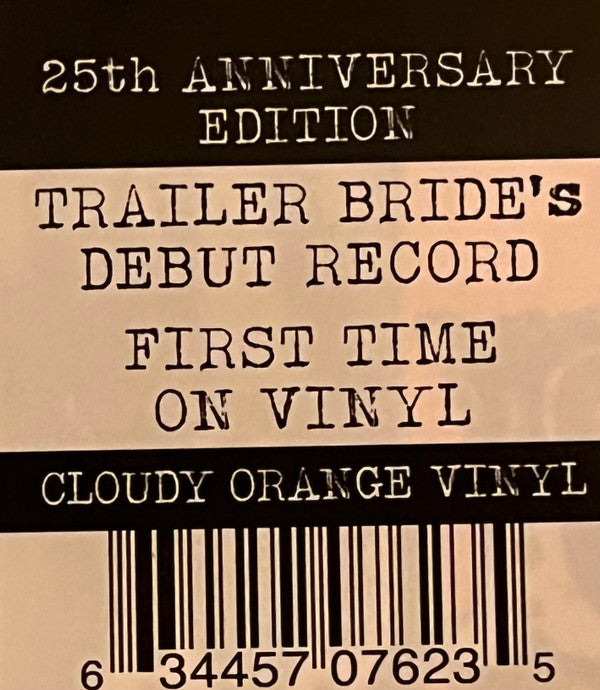 25th ANNIVERSARY
EDITION
TRAILER BRIDE's
DEBUT RECORD
FIRST TIME
ON VINYL
CLOUDY ORANGE VINYL
6 34457 07623 5